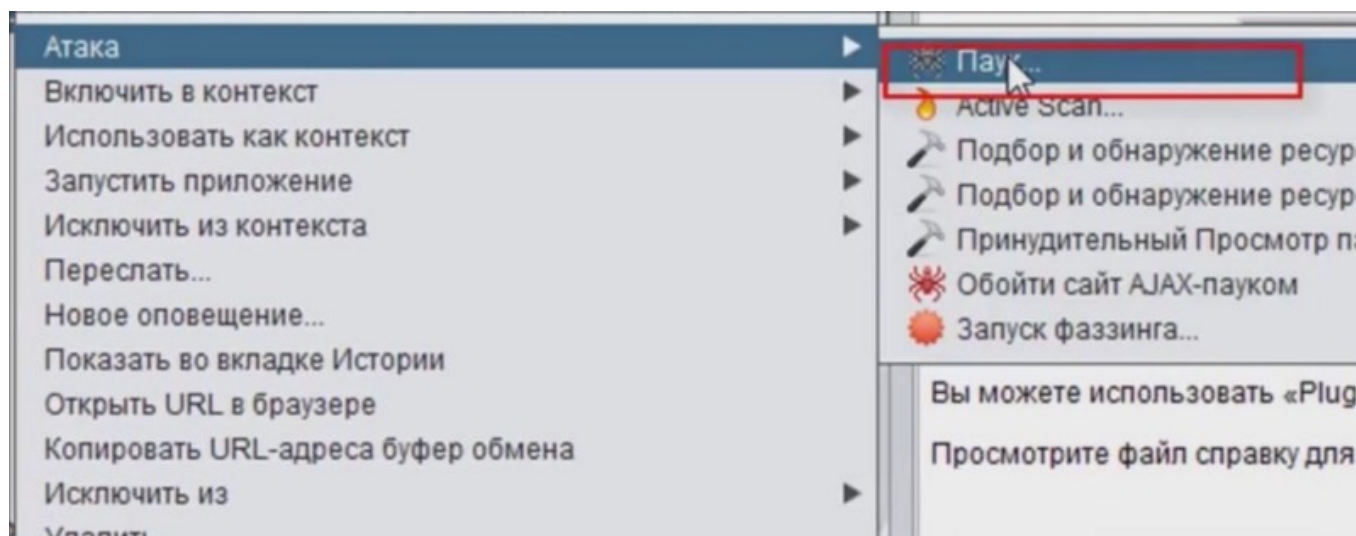 Атака
Включить в контекст
Использовать как контекст
Запустить приложение
Исключить из контекста
Переслать...
Новое оповещение...
Показать во вкладке Истории
Открыть URL в браузере
Копировать URL-адреса буфер обмена
Исключить из
Удалить
Паук...
Active Scan...
Подбор и обнаружение ресур
Подбор и обнаружение ресур
Принудительный Просмотр па
Обойти сайт AJAX-пауком
Запуск фаззинга...
Вы можете использовать «Plug
Просмотрите файл справку для